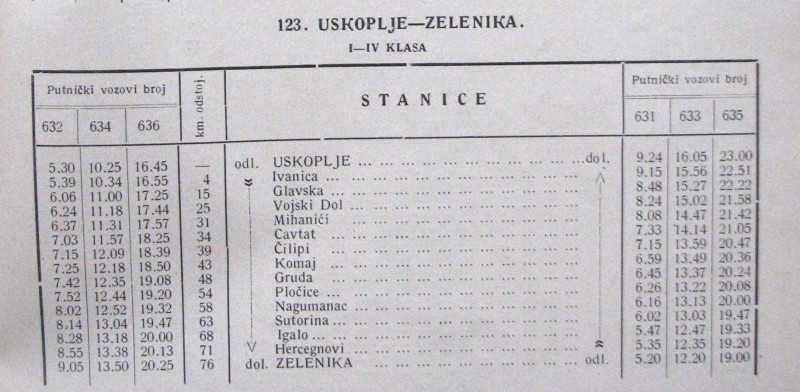 123. USKOPLJE—ZELENIKA.
I—IV KLASA
Putnički vozovi broj km. odstoj. STANICE Putnički vozovi broj
632 634 636 631 633 635
5.30 10.25 16.45 — odl. USKOPLJE dol. 9.24 16.05 23.00
5.39 10.34 16.55 4 Ivanica 9.15 15.56 22.51
6.06 11.00 17.25 15 Glavska 8.48 15.27 22.22
6.24 11.18 17.44 25 Vojski Dol 8.24 15.02 21.58
6.37 11.31 17.57 31 Mihanići 8.08 14.47 21.42
7.03 11.57 18.25 34 Cavtat 7.33 14.14 21.05
7.15 12.09 18.39 39 Čilipi 7.15 13.59 20.47
7.25 12.18 18.50 43 Komaj 6.59 13.49 20.36
7.42 12.35 19.08 48 Gruda 6.45 13.37 20.24
7.52 12.44 19.20 54 Pločice 6.26 13.22 20.08
8.02 12.52 19.32 58 Nagumanac 6.16 13.13 20.00
8.14 13.04 19.47 63 Sutorina 6.02 13.03 19.47
8.28 13.18 20.00 68 Igalo 5.47 12.47 19.33
8.55 13.38 20.13 71 Hercegnovi 5.35 12.35 19.20
9.05 13.50 20.25 76 dol. ZELENIKA odl. 5.20 12.20 19.00